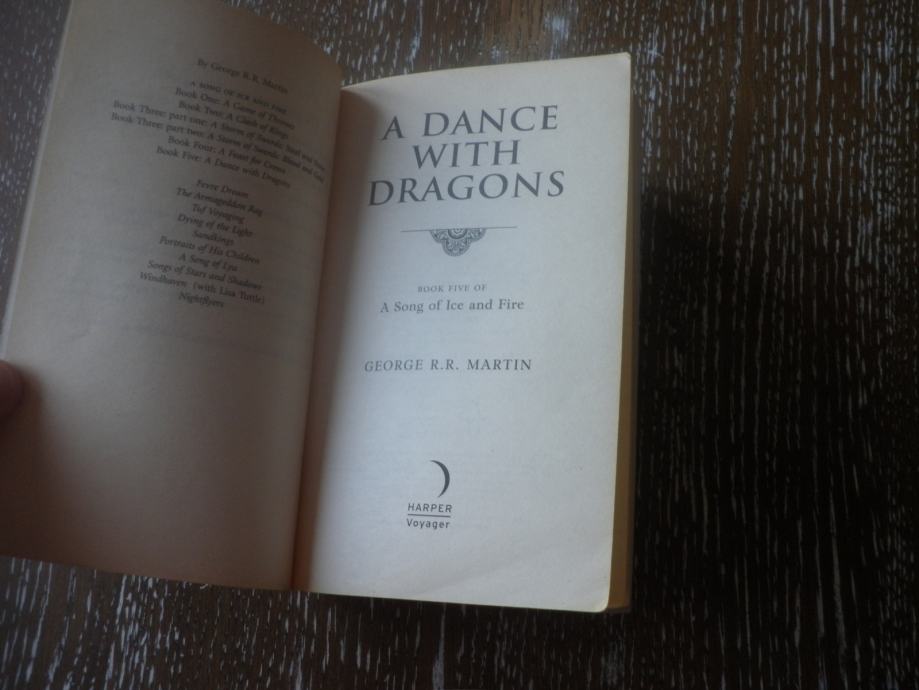 By George R.R. Martin
A SONG OF ICE AND FIRE
Book One: A Game of Thrones
Book Two: A Clash of Kings
Book Three: part one: A Storm of Swords: Steel and Snow
Book Three: part two: A Storm of Swords: Blood and Gold
Book Four: A Feast for Crows
Book Five: A Dance with Dragons
Fevre Dream
The Armageddon Rag
Tuf Voyaging
Dying of the Light
Sandkings
Portraits of His Children
A Song of Lya
Songs of Stars and Shadows
Windhaven (with Lisa Tuttle)
Nightflyers
A DANCE
WITH
DRAGONS
BOOK FIVE OF
A Song of Ice and Fire
GEORGE R.R. MARTIN
HARPER
Voyager